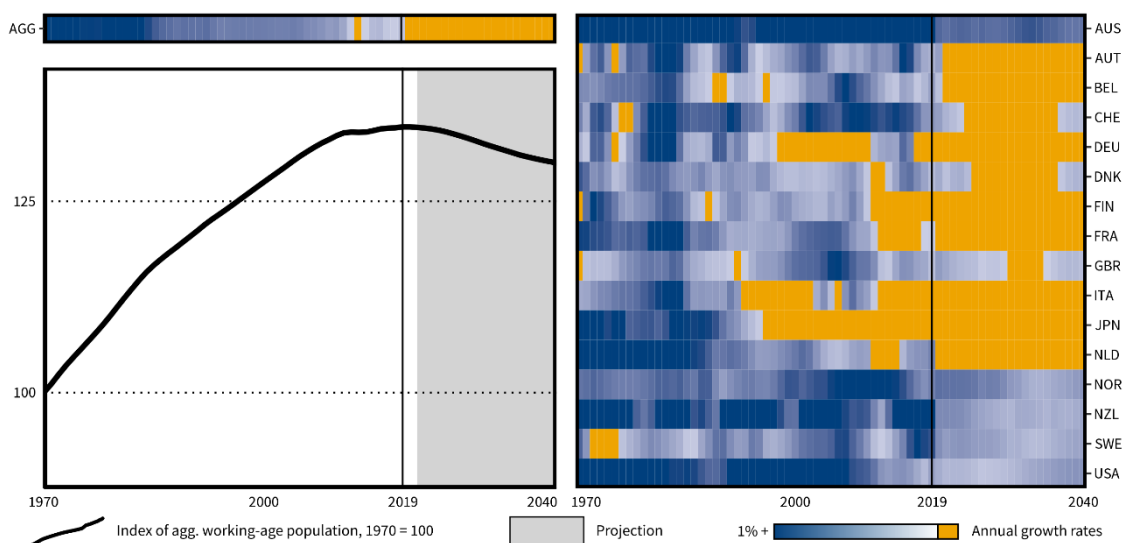 AGG
125
100
1970 2000 2019 2040
AUS
AUT
BEL
CHE
DEU
DNK
FIN
FRA
GBR
ITA
JPN
NLD
NOR
NZL
SWE
USA
1970 2000 2019 2040
Index of agg. working-age population, 1970 = 100
Projection
1% +
Annual growth rates